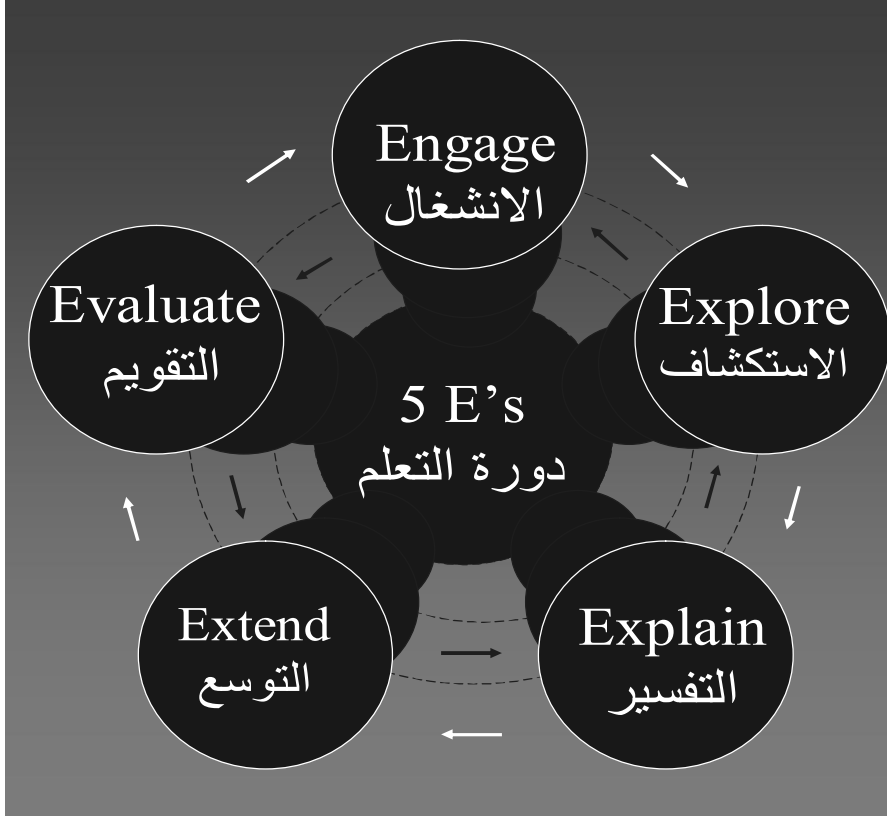 Engage
الانشغال
Explore
الاستكشاف
Explain
التفسير
Extend
التوسع
Evaluate
التقويم
5 E’s
دورة التعلم